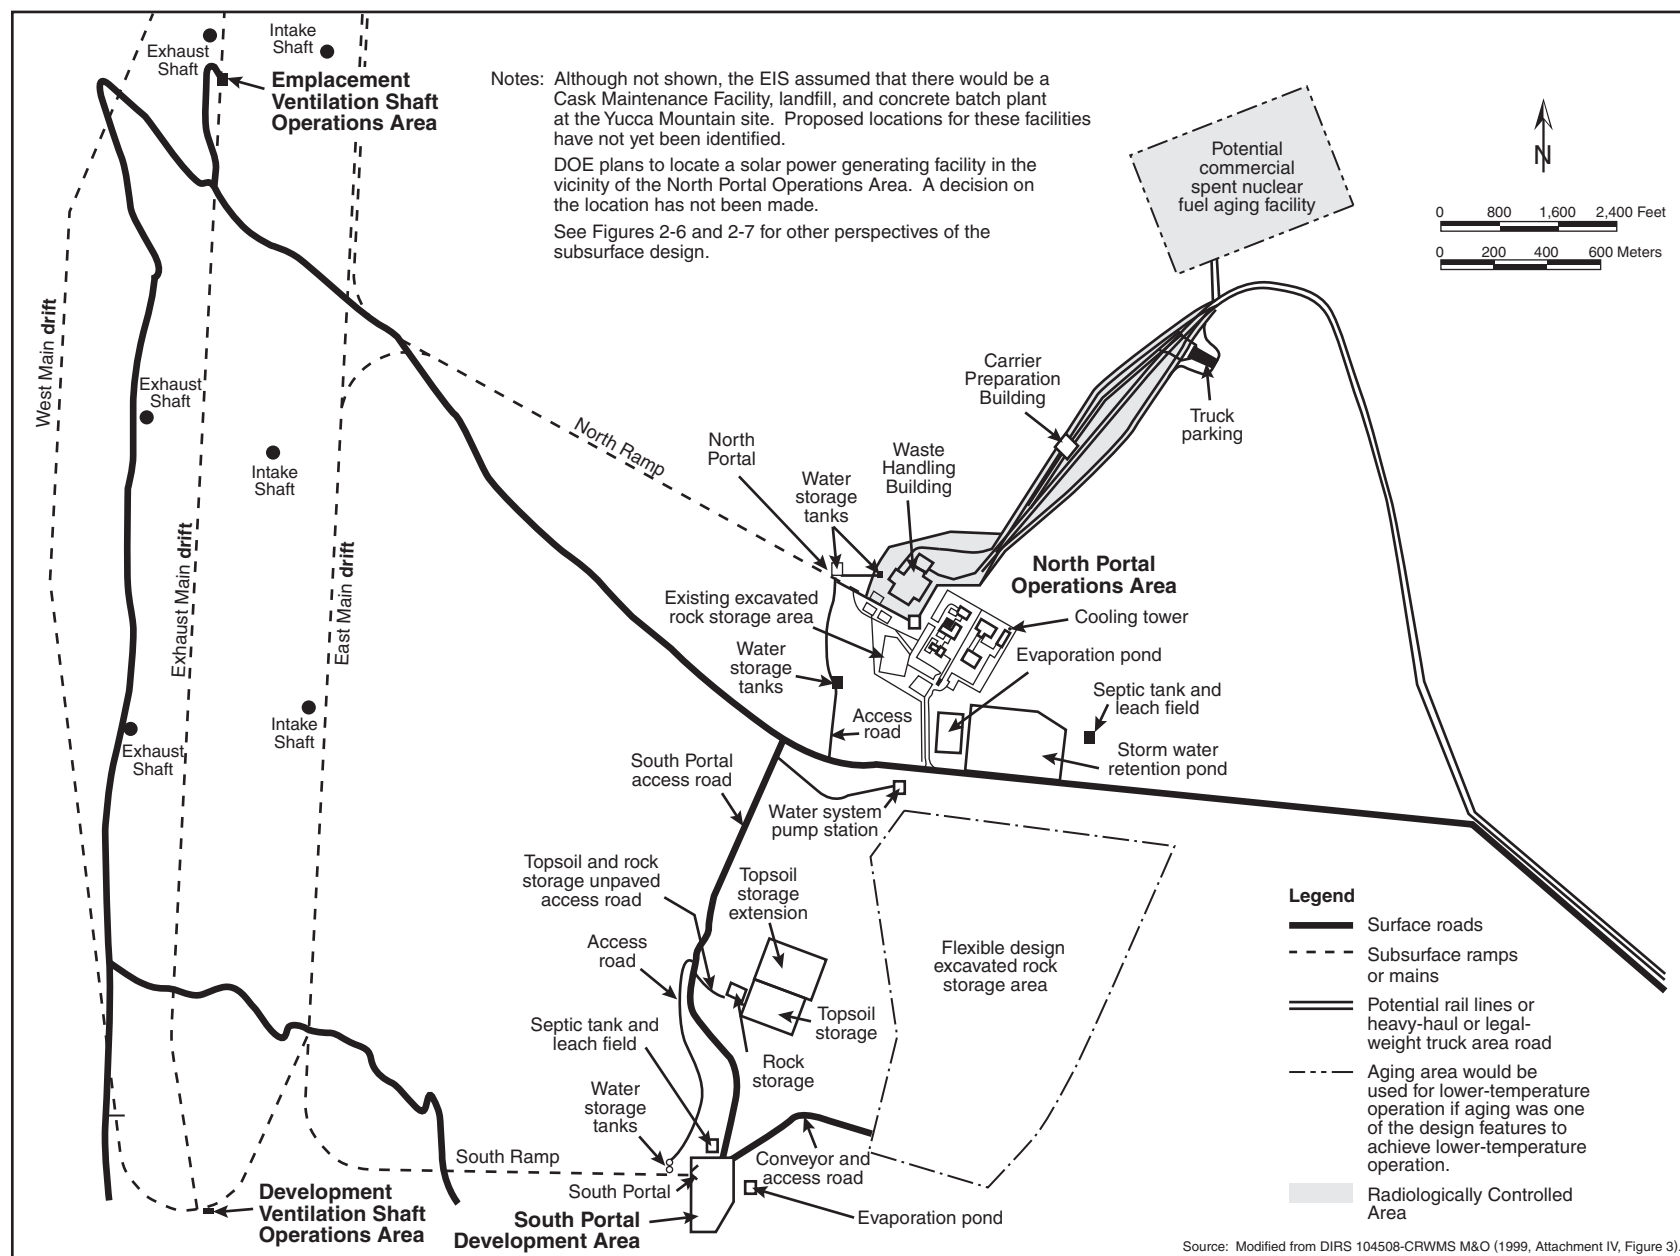 Exhaust
Shaft
Intake
Shaft
Emplacement
Ventilation Shaft
Operations Area
Notes: Although not shown, the EIS assumed that there would be a
Cask Maintenance Facility, landfill, and concrete batch plant
at the Yucca Mountain site. Proposed locations for these facilities
have not yet been identified.
DOE plans to locate a solar power generating facility in the
vicinity of the North Portal Operations Area. A decision on
the location has not been made.
See Figures 2-6 and 2-7 for other perspectives of the
subsurface design.
Potential
commercial
spent nuclear
fuel aging facility
N
0 800 1,600 2,400 Feet
0 200 400 600 Meters
West Main drift
Exhaust
Shaft
Intake
Shaft
Exhaust Main drift
East Main drift
Intake
Shaft
Exhaust
Shaft
North Ramp
North
Portal
Water
storage
tanks
Waste
Handling
Building
Carrier
Preparation
Building
Truck
parking
North Portal
Operations Area
Existing excavated
rock storage area
Cooling tower
Water
storage
tanks
Evaporation pond
Septic tank and
leach field
Access
road
Storm water
retention pond
South Portal
access road
Water system
pump station
Topsoil and rock
storage unpaved
access road
Topsoil
storage
extension
Access
road
Flexible design
excavated rock
storage area
Topsoil
storage
Septic tank and
leach field
Rock
storage
Water
storage
tanks
South Ramp
Conveyor and
access road
South Portal
Evaporation pond
South Portal
Development Area
Development
Ventilation Shaft
Operations Area
Legend
Surface roads
Subsurface ramps
or mains
Potential rail lines or
heavy-haul or legal-
weight truck area road
Aging area would be
used for lower-temperature
operation if aging was one
of the design features to
achieve lower-temperature
operation.
Radiologically Controlled
Area
Source: Modified from DIRS 104508-CRWMS M&O (1999, Attachment IV, Figure 3).